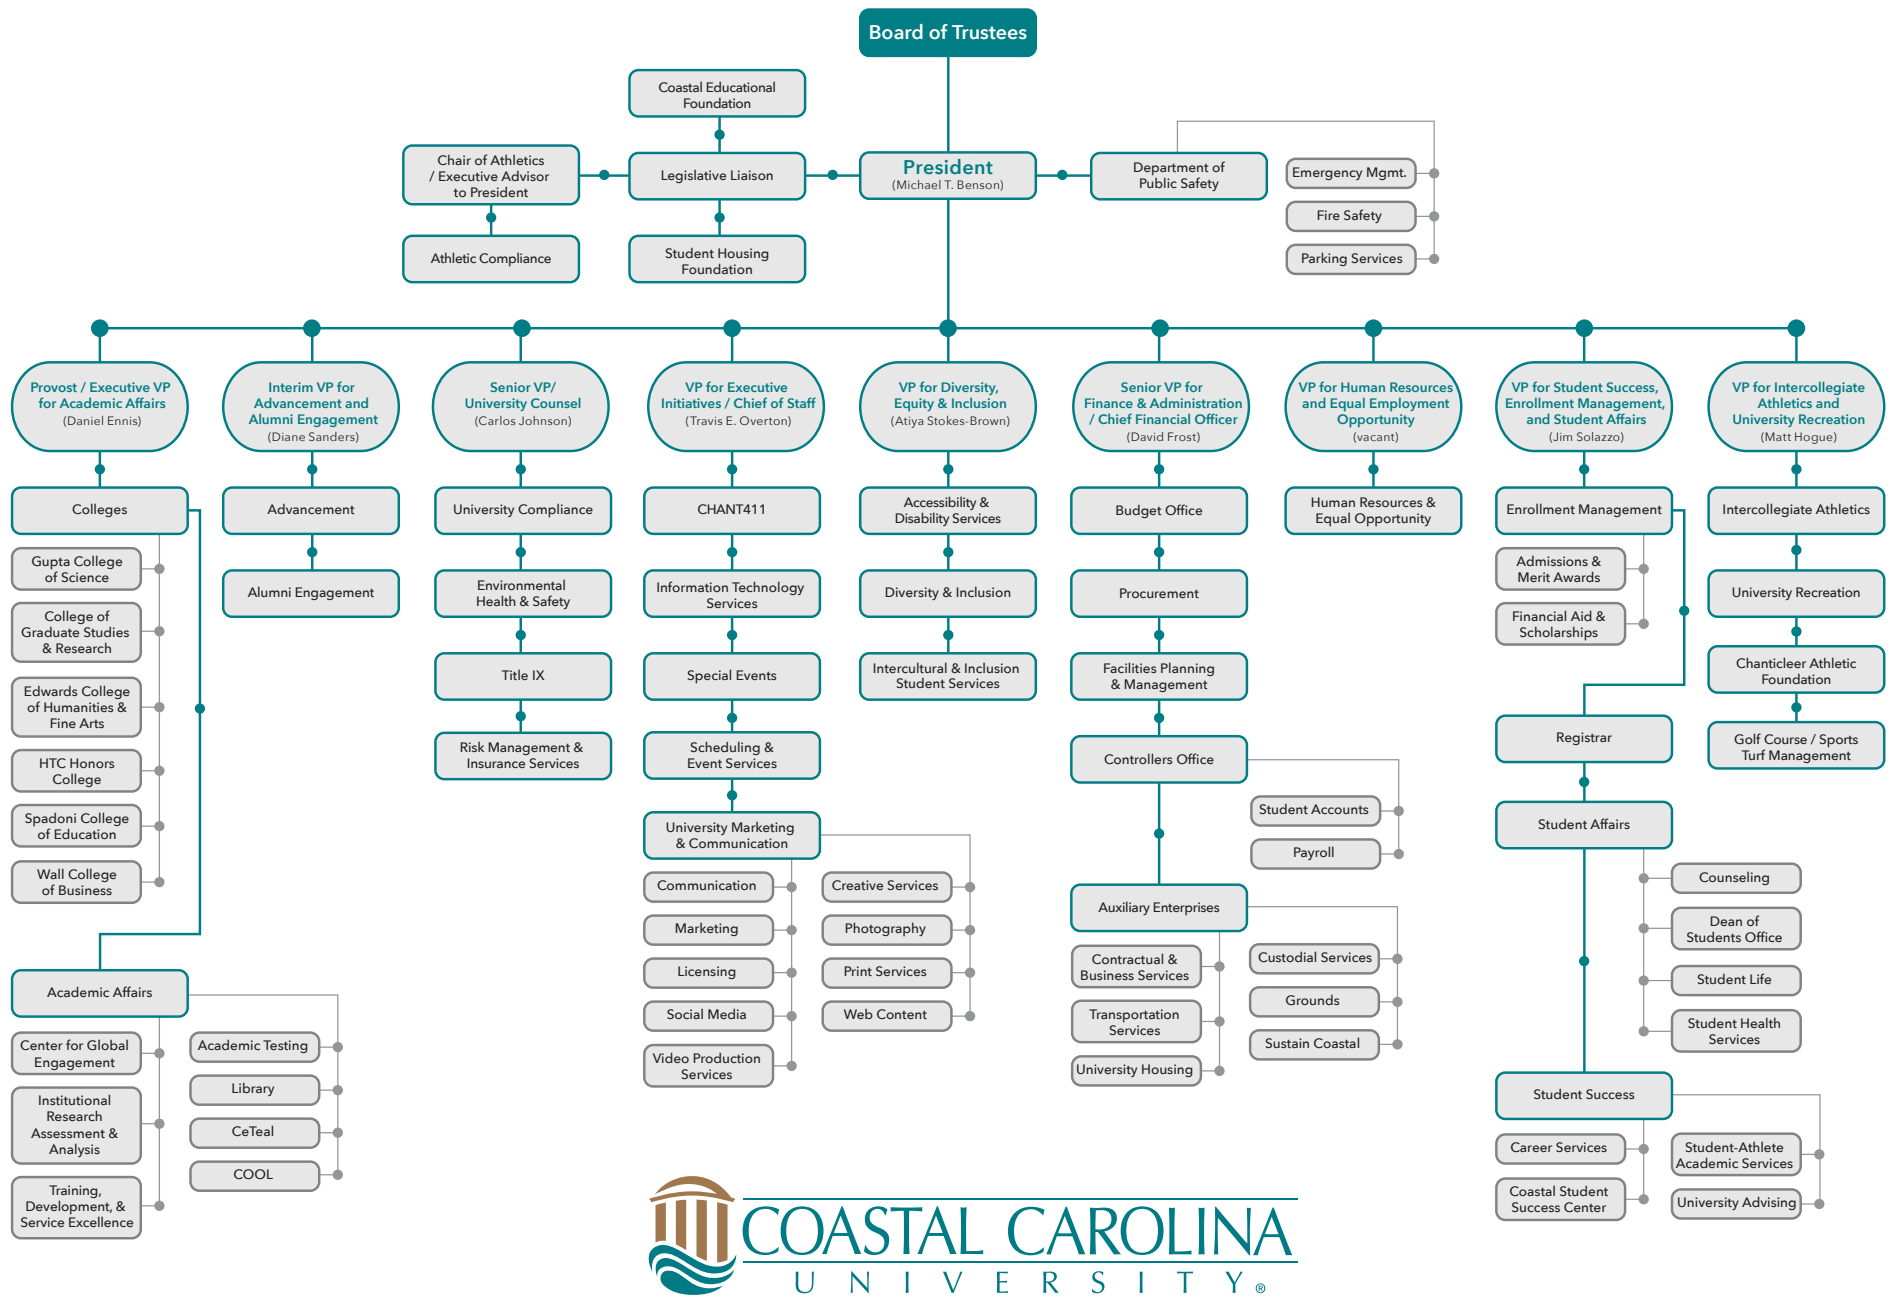 Board of Trustees
Coastal Educational
Foundation
Chair of Athletics
/ Executive Advisor
to President
Legislative Liaison
President
(Michael T. Benson)
Department of
Public Safety
Emergency Mgmt.
Fire Safety
Parking Services
Athletic Compliance
Student Housing
Foundation
Provost / Executive VP
for Academic Affairs
(Daniel Ennis)
Colleges
Gupta College
of Science
College of
Graduate Studies
& Research
Edwards College
of Humanities &
Fine Arts
HTC Honors
College
Spadoni College
of Education
Wall College
of Business
Academic Affairs
Center for Global
Engagement
Institutional
Research
Assessment &
Analysis
Training,
Development, &
Service Excellence
Academic Testing
Library
CeTeal
COOL
Interim VP for
Advancement and
Alumni Engagement
(Diane Sanders)
Advancement
Alumni Engagement
Senior VP/
University Counsel
(Carlos Johnson)
University Compliance
Environmental
Health & Safety
Title IX
Risk Management &
Insurance Services
VP for Executive
Initiatives / Chief of Staff
(Travis E. Overton)
CHANT411
Information Technology
Services
Special Events
Scheduling &
Event Services
University Marketing
& Communication
Communication
Marketing
Licensing
Social Media
Video Production
Services
Creative Services
Photography
Print Services
Web Content
VP for Diversity,
Equity & Inclusion
(Atiya Stokes-Brown)
Accessibility &
Disability Services
Diversity & Inclusion
Intercultural & Inclusion
Student Services
Senior VP for
Finance & Administration
/ Chief Financial Officer
(David Frost)
Budget Office
Procurement
Facilities Planning
& Management
Controllers Office
Student Accounts
Payroll
Auxiliary Enterprises
Contractual &
Business Services
Transportation
Services
University Housing
Custodial Services
Grounds
Sustain Coastal
VP for Human Resources
and Equal Employment
Opportunity
(vacant)
Human Resources &
Equal Opportunity
VP for Student Success,
Enrollment Management,
and Student Affairs
(Jim Solazzo)
Enrollment Management
Admissions &
Merit Awards
Financial Aid &
Scholarships
Registrar
Student Affairs
Counseling
Dean of
Students Office
Student Life
Student Health
Services
Student Success
Career Services
Coastal Student
Success Center
Student-Athlete
Academic Services
University Advising
VP for Intercollegiate
Athletics and
University Recreation
(Matt Hogue)
Intercollegiate Athletics
University Recreation
Chanticleer Athletic
Foundation
Golf Course / Sports
Turf Management
COASTAL CAROLINA
UNIVERSITY®